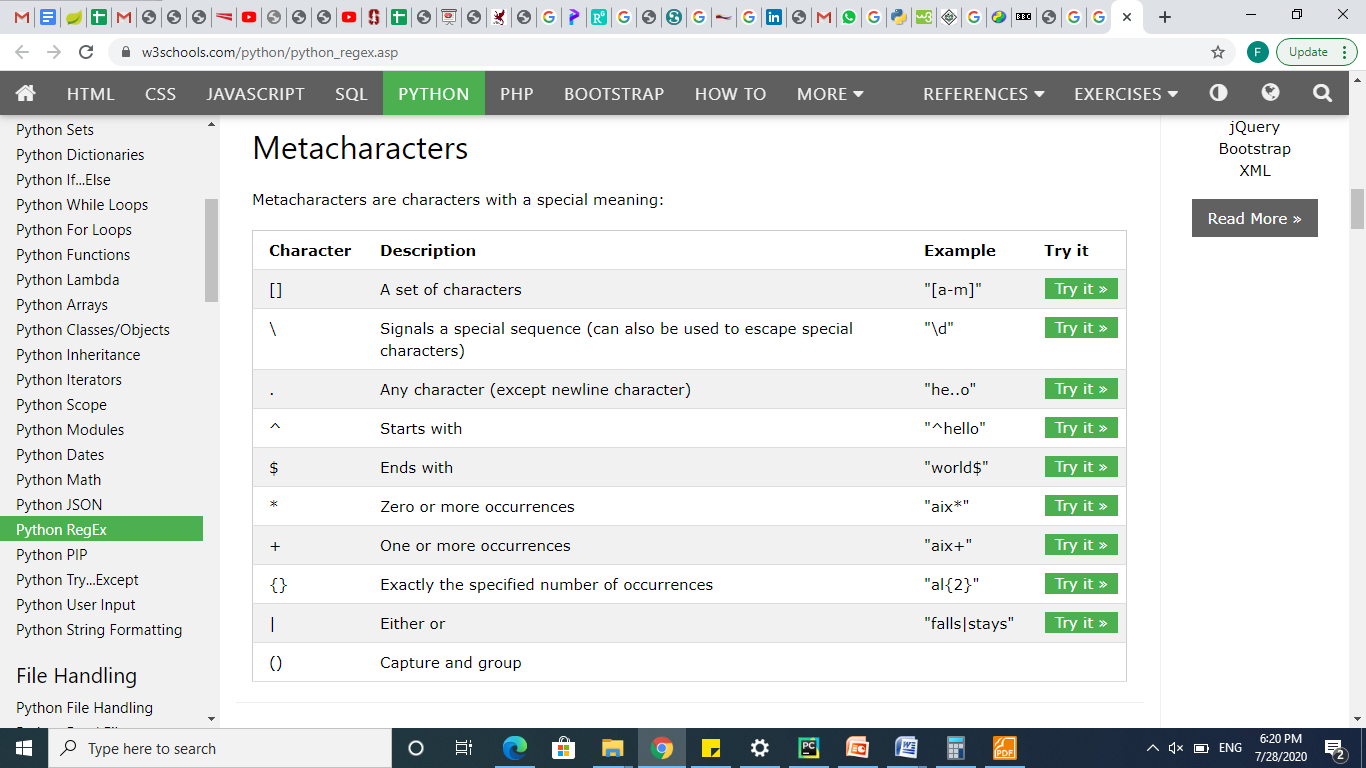 w3schools.com/python/python_regex.asp
F
Update
HTML CSS JAVASCRIPT SQL PYTHON PHP BOOTSTRAP HOW TO MORE REFERENCES EXERCISES
Python Sets
Python Dictionaries
Python If...Else
Python While Loops
Python For Loops
Python Functions
Python Lambda
Python Arrays
Python Classes/Objects
Python Inheritance
Python Iterators
Python Scope
Python Modules
Python Dates
Python Math
Python JSON
Python RegEx
Python PIP
Python Try...Except
Python User Input
Python String Formatting
File Handling
Python File Handling
Metacharacters
Metacharacters are characters with a special meaning:
Character Description Example Try it
[] A set of characters "[a-m]" Try it »
\ Signals a special sequence (can also be used to escape special "\d" Try it »
characters)
. Any character (except newline character) "he..o" Try it »
^ Starts with "^hello" Try it »
$ Ends with "world$" Try it »
* Zero or more occurrences "aix*" Try it »
+ One or more occurrences "aix+" Try it »
{} Exactly the specified number of occurrences "al{2}" Try it »
| Either or "falls|stays" Try it »
() Capture and group
jQuery
Bootstrap
XML
Read More »
Type here to search
ENG
6:20 PM
7/28/2020
2